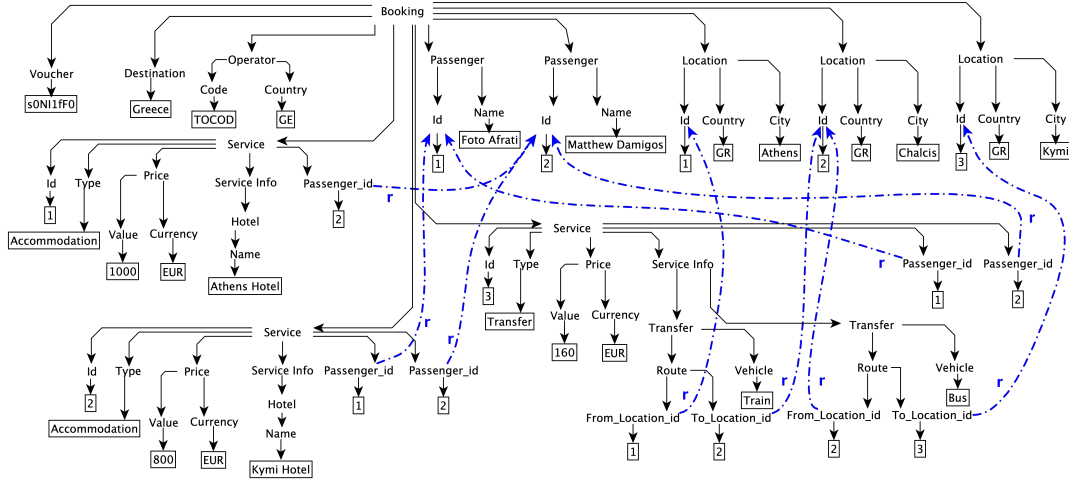 Booking
Voucher
s0NI1fF0
Destination
Greece
Operator
Code
TOCOD
Country
GE
Passenger
Id
1
Name
Foto Afrati
Passenger
Id
2
Name
Matthew Damigos
Location
Id
1
Country
GR
City
Athens
Location
Id
2
Country
GR
City
Chalcis
Location
Id
3
Country
GR
City
Kymi
Service
Id
1
Type
Accommodation
Price
Value
1000
Currency
EUR
Service Info
Hotel
Name
Athens Hotel
Passenger_id
2
r
Service
Id
3
Type
Transfer
Price
Value
160
Currency
EUR
Service Info
Transfer
Route
From_Location_id
1
r
To_Location_id
2
r
Vehicle
Train
Transfer
Route
From_Location_id
2
r
To_Location_id
3
r
Vehicle
Bus
Passenger_id
1
r
Passenger_id
2
r
Service
Id
2
Type
Accommodation
Price
Value
800
Currency
EUR
Service Info
Hotel
Name
Kymi Hotel
Passenger_id
1
r
Passenger_id
2
r